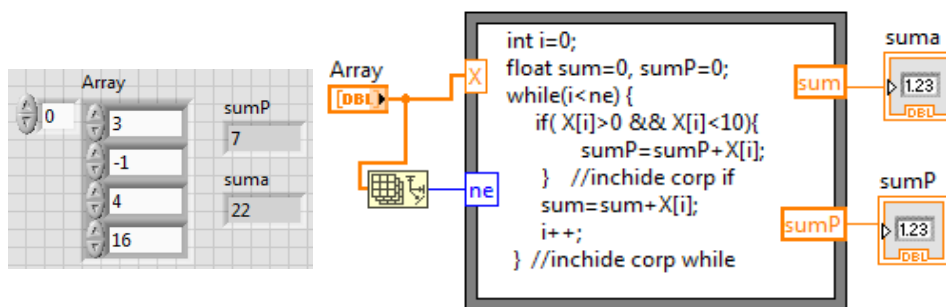 Array
0
3
-1
4
16
sumP
7
suma
22
Array
[DBL]
X
ne
int i=0;
float sum=0, sumP=0;
while(i<ne) {
if( X[i]>0 && X[i]<10){
sumP=sumP+X[i];
} //inchide corp if
sum=sum+X[i];
i++;
} //inchide corp while
sum
sumP
suma
1.23
DBL
sumP
1.23
DBL